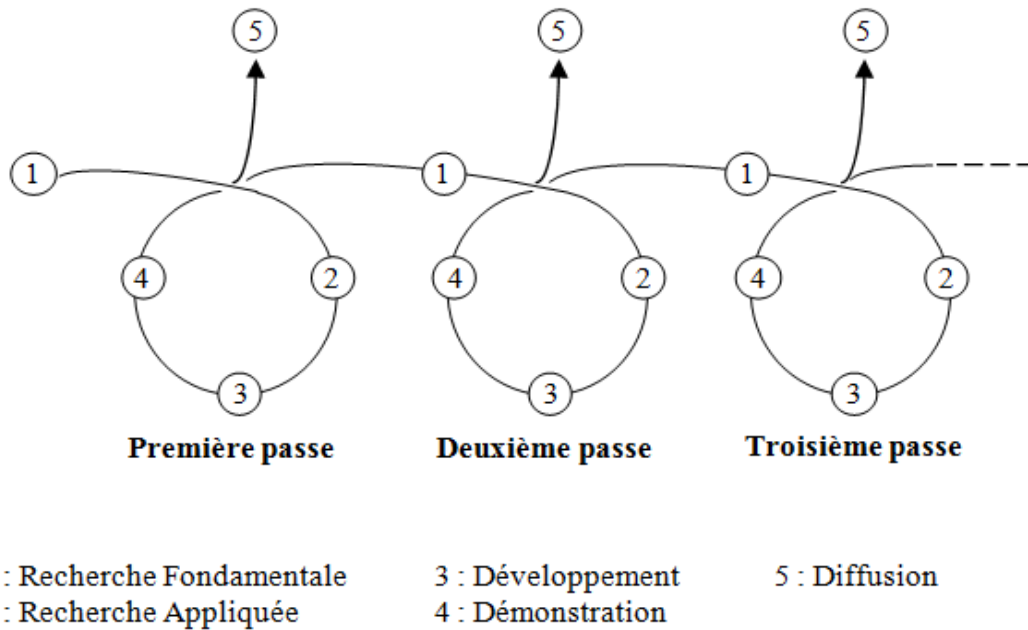 5 5 5
1 1 1
4 2 4 2 4 2
3 3 3
Première passe Deuxième passe Troisième passe
: Recherche Fondamentale 3 : Développement 5 : Diffusion
: Recherche Appliquée 4 : Démonstration